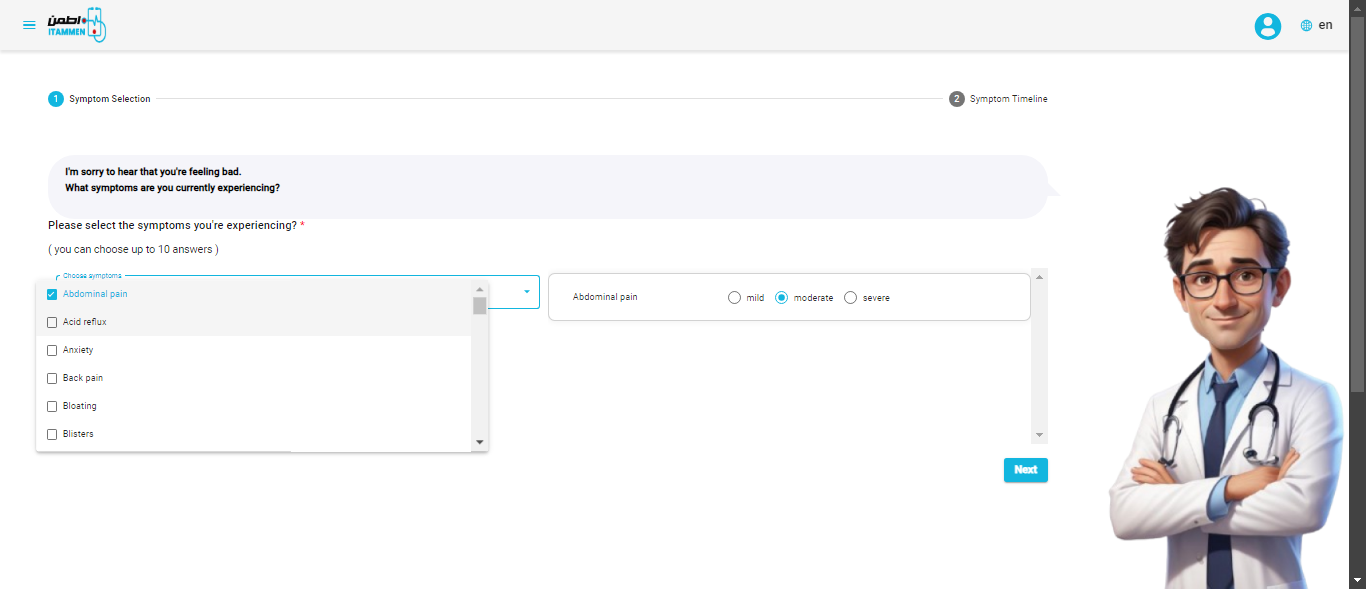 اطمن
ITAMMEN
en
1 Symptom Selection
2 Symptom Timeline
I'm sorry to hear that you're feeling bad.
What symptoms are you currently experiencing?
Please select the symptoms you're experiencing? *
( you can choose up to 10 answers )
Choose symptoms
Abdominal pain
Acid reflux
Anxiety
Back pain
Bloating
Blisters
Abdominal pain mild moderate severe
Next